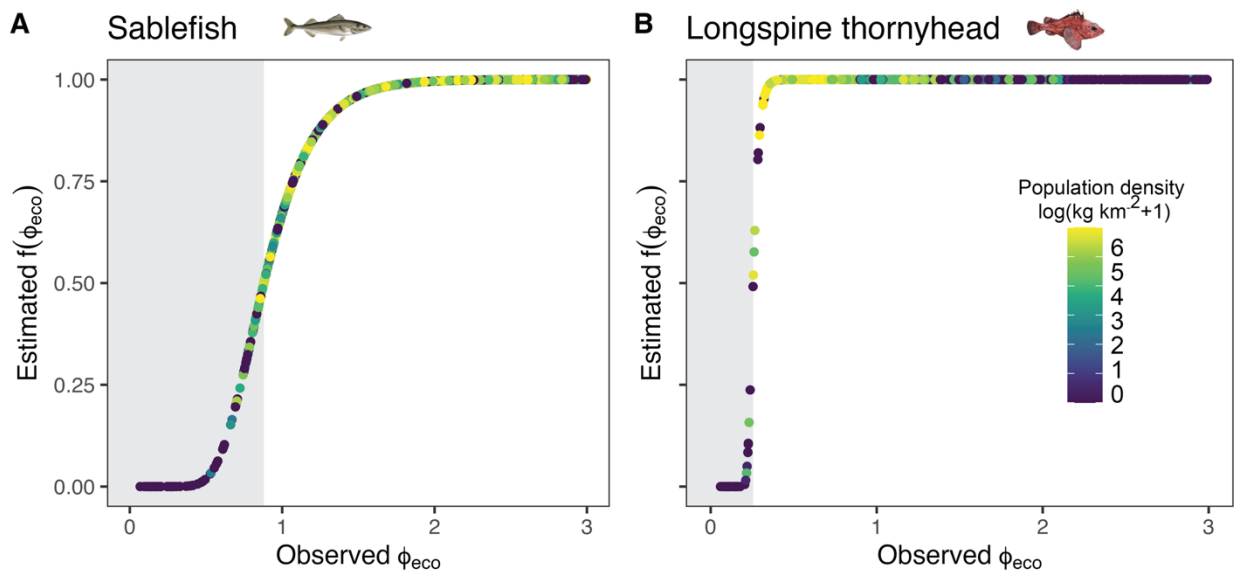 A Sablefish
B Longspine thornyhead
Estimated f(ϕeco)
1.00
0.75
0.50
0.25
0.00
0 1 2 3
Observed ϕeco
Estimated f(ϕeco)
Population density
log(kg km-2+1)
6
5
4
3
2
1
0
0 1 2 3
Observed ϕeco